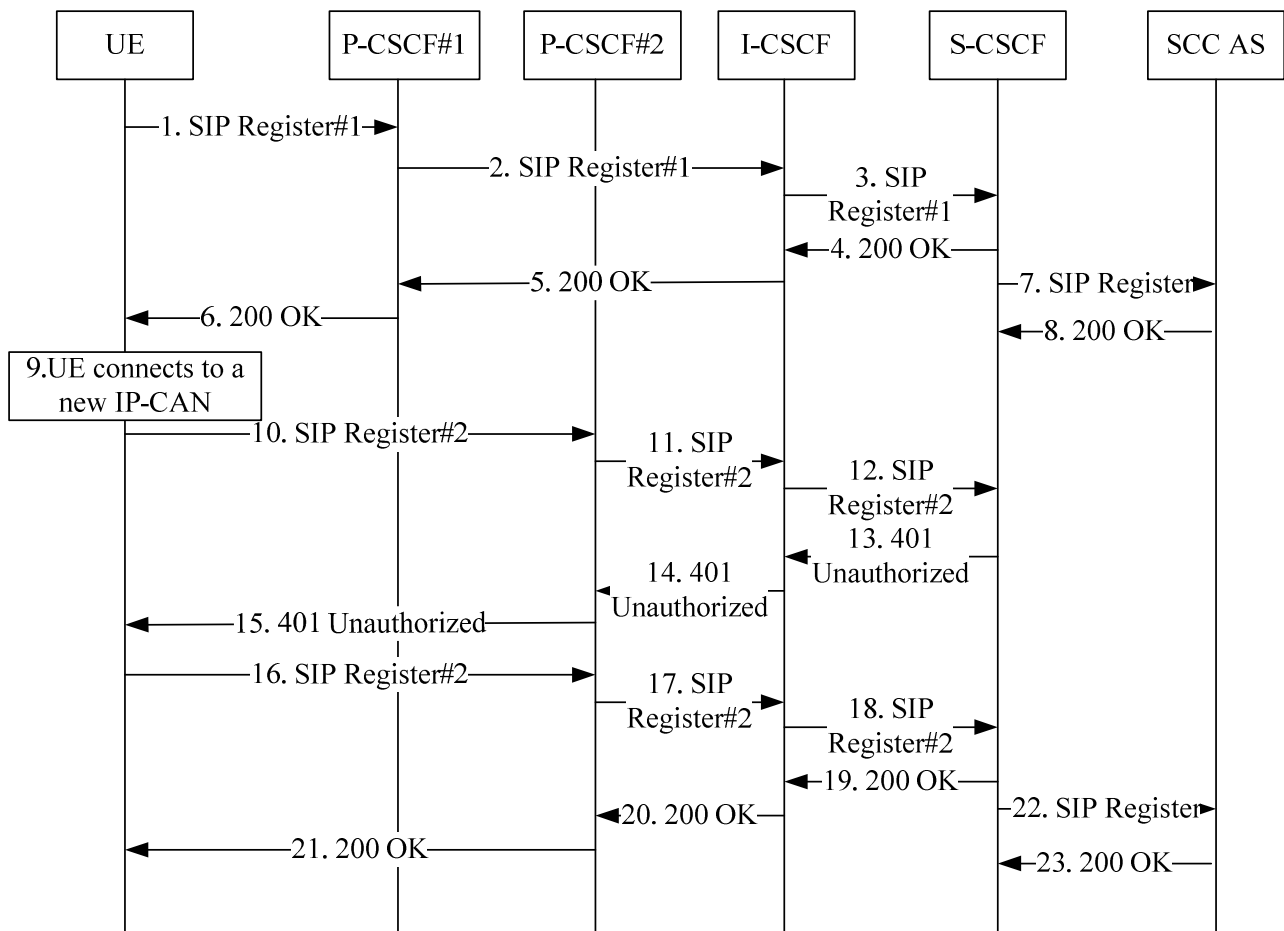 UE
P-CSCF#1
P-CSCF#2
I-CSCF
S-CSCF
SCC AS
1. SIP Register#1
2. SIP Register#1
3. SIP
Register#1
4. 200 OK
5. 200 OK
7. SIP Register
6. 200 OK
8. 200 OK
9.UE connects to a
new IP-CAN
10. SIP Register#2
11. SIP
Register#2
12. SIP
Register#2
13. 401
Unauthorized
14. 401
Unauthorized
15. 401 Unauthorized
16. SIP Register#2
17. SIP
Register#2
18. SIP
Register#2
19. 200 OK
20. 200 OK
22. SIP Register
21. 200 OK
23. 200 OK